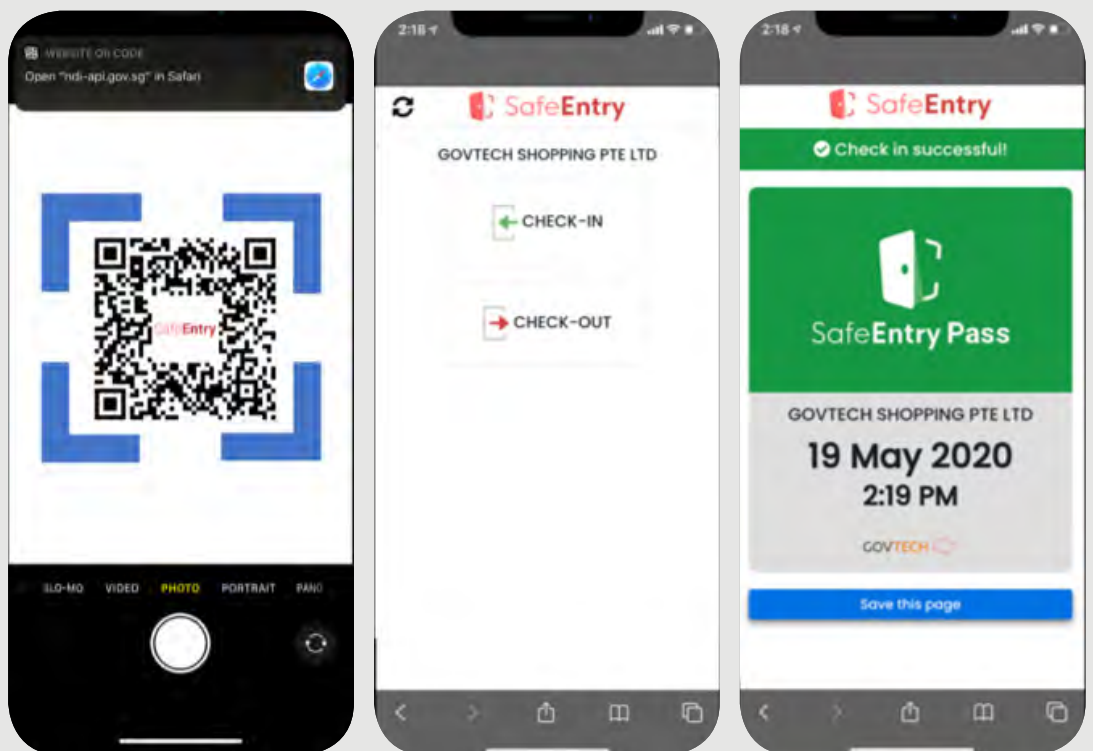 WEBSITE QR CODE
Open "ndi-api.gov.sg" in Safari
SafeEntry
SLO-MO VIDEO PHOTO PORTRAIT PANO
2:18
SafeEntry
GOVTECH SHOPPING PTE LTD
CHECK-IN
CHECK-OUT
2:18
SafeEntry
Check in successful!
SafeEntry Pass
GOVTECH SHOPPING PTE LTD
19 May 2020
2:19 PM
GOVTECH
Save this page